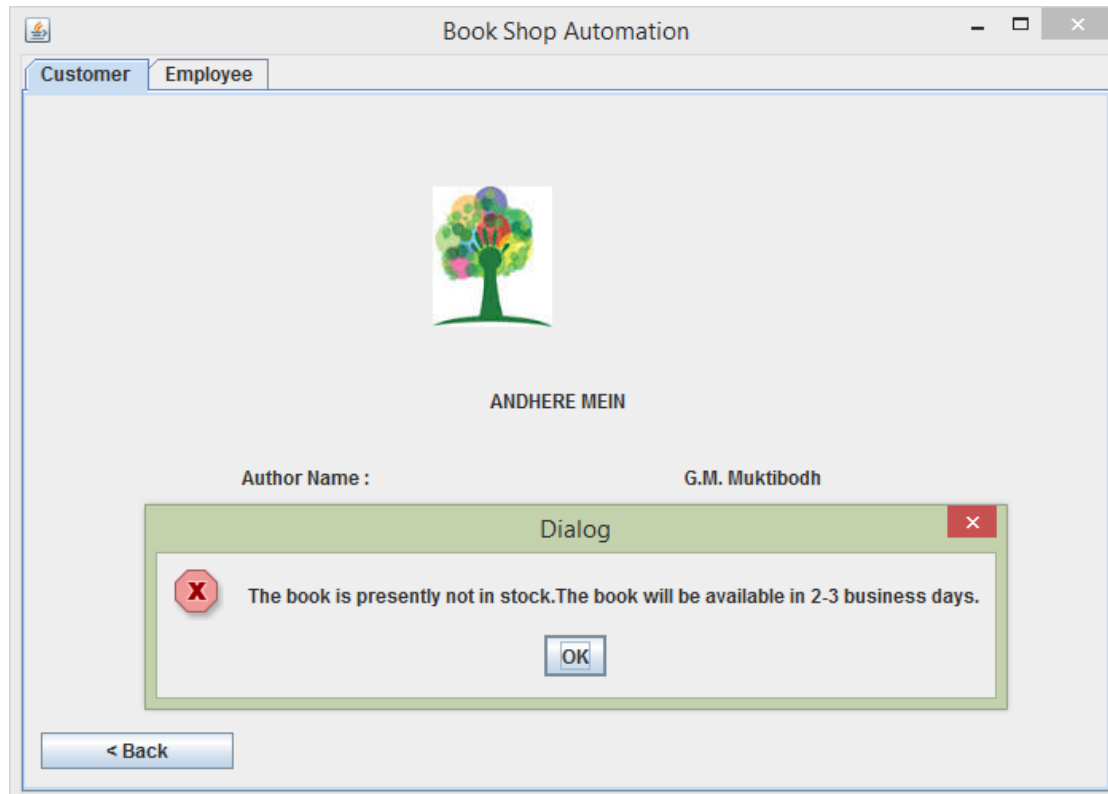 Book Shop Automation
Customer Employee
ANDHERE MEIN
Author Name : G.M. Muktibodh
Dialog
The book is presently not in stock.The book will be available in 2-3 business days.
OK
< Back